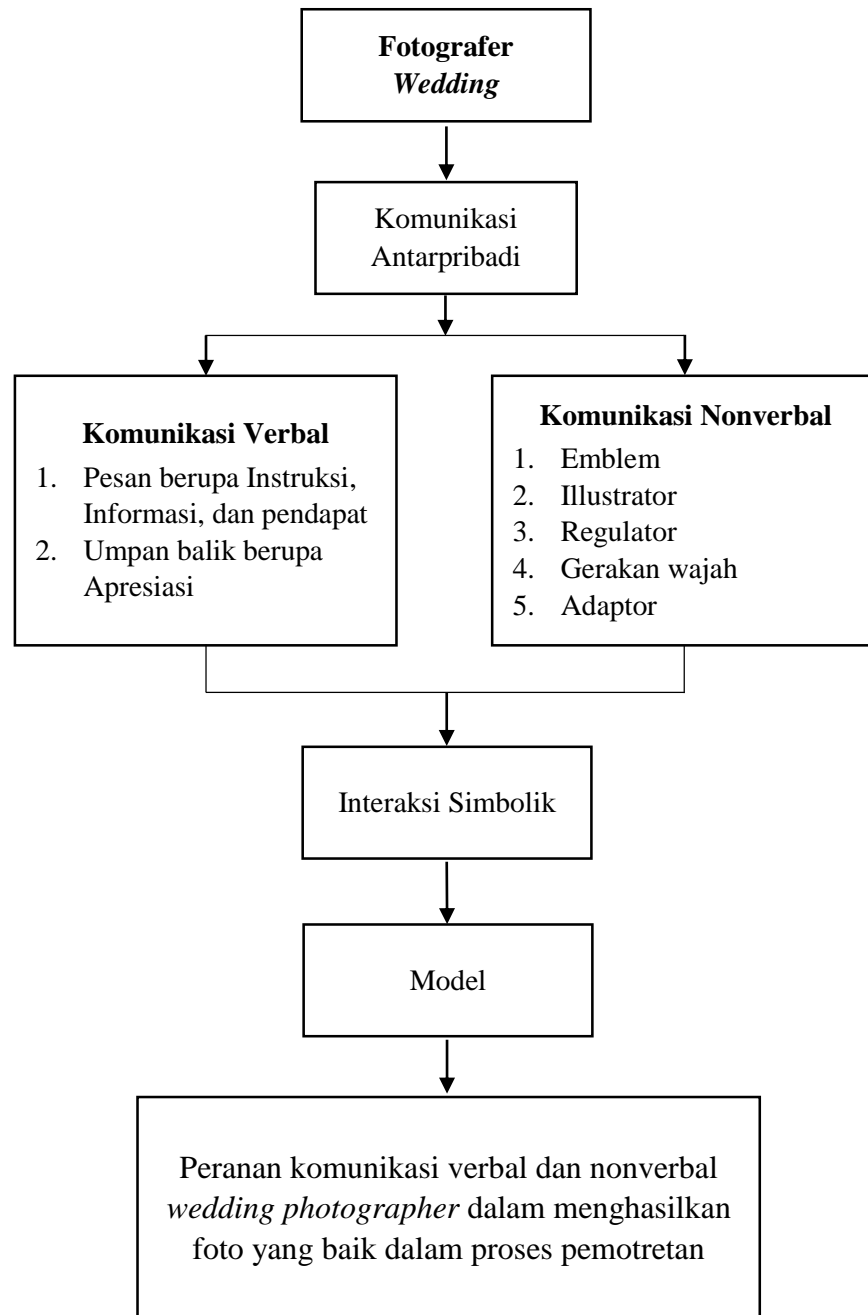 Fotografer
Wedding
Komunikasi
Antarpribadi
Komunikasi Verbal
1. Pesan berupa Instruksi,
Informasi, dan pendapat
2. Umpan balik berupa
Apresiasi
Komunikasi Nonverbal
1. Emblem
2. Illustrator
3. Regulator
4. Gerakan wajah
5. Adaptor
Interaksi Simbolik
Model
Peranan komunikasi verbal dan nonverbal
wedding photographer dalam menghasilkan
foto yang baik dalam proses pemotretan